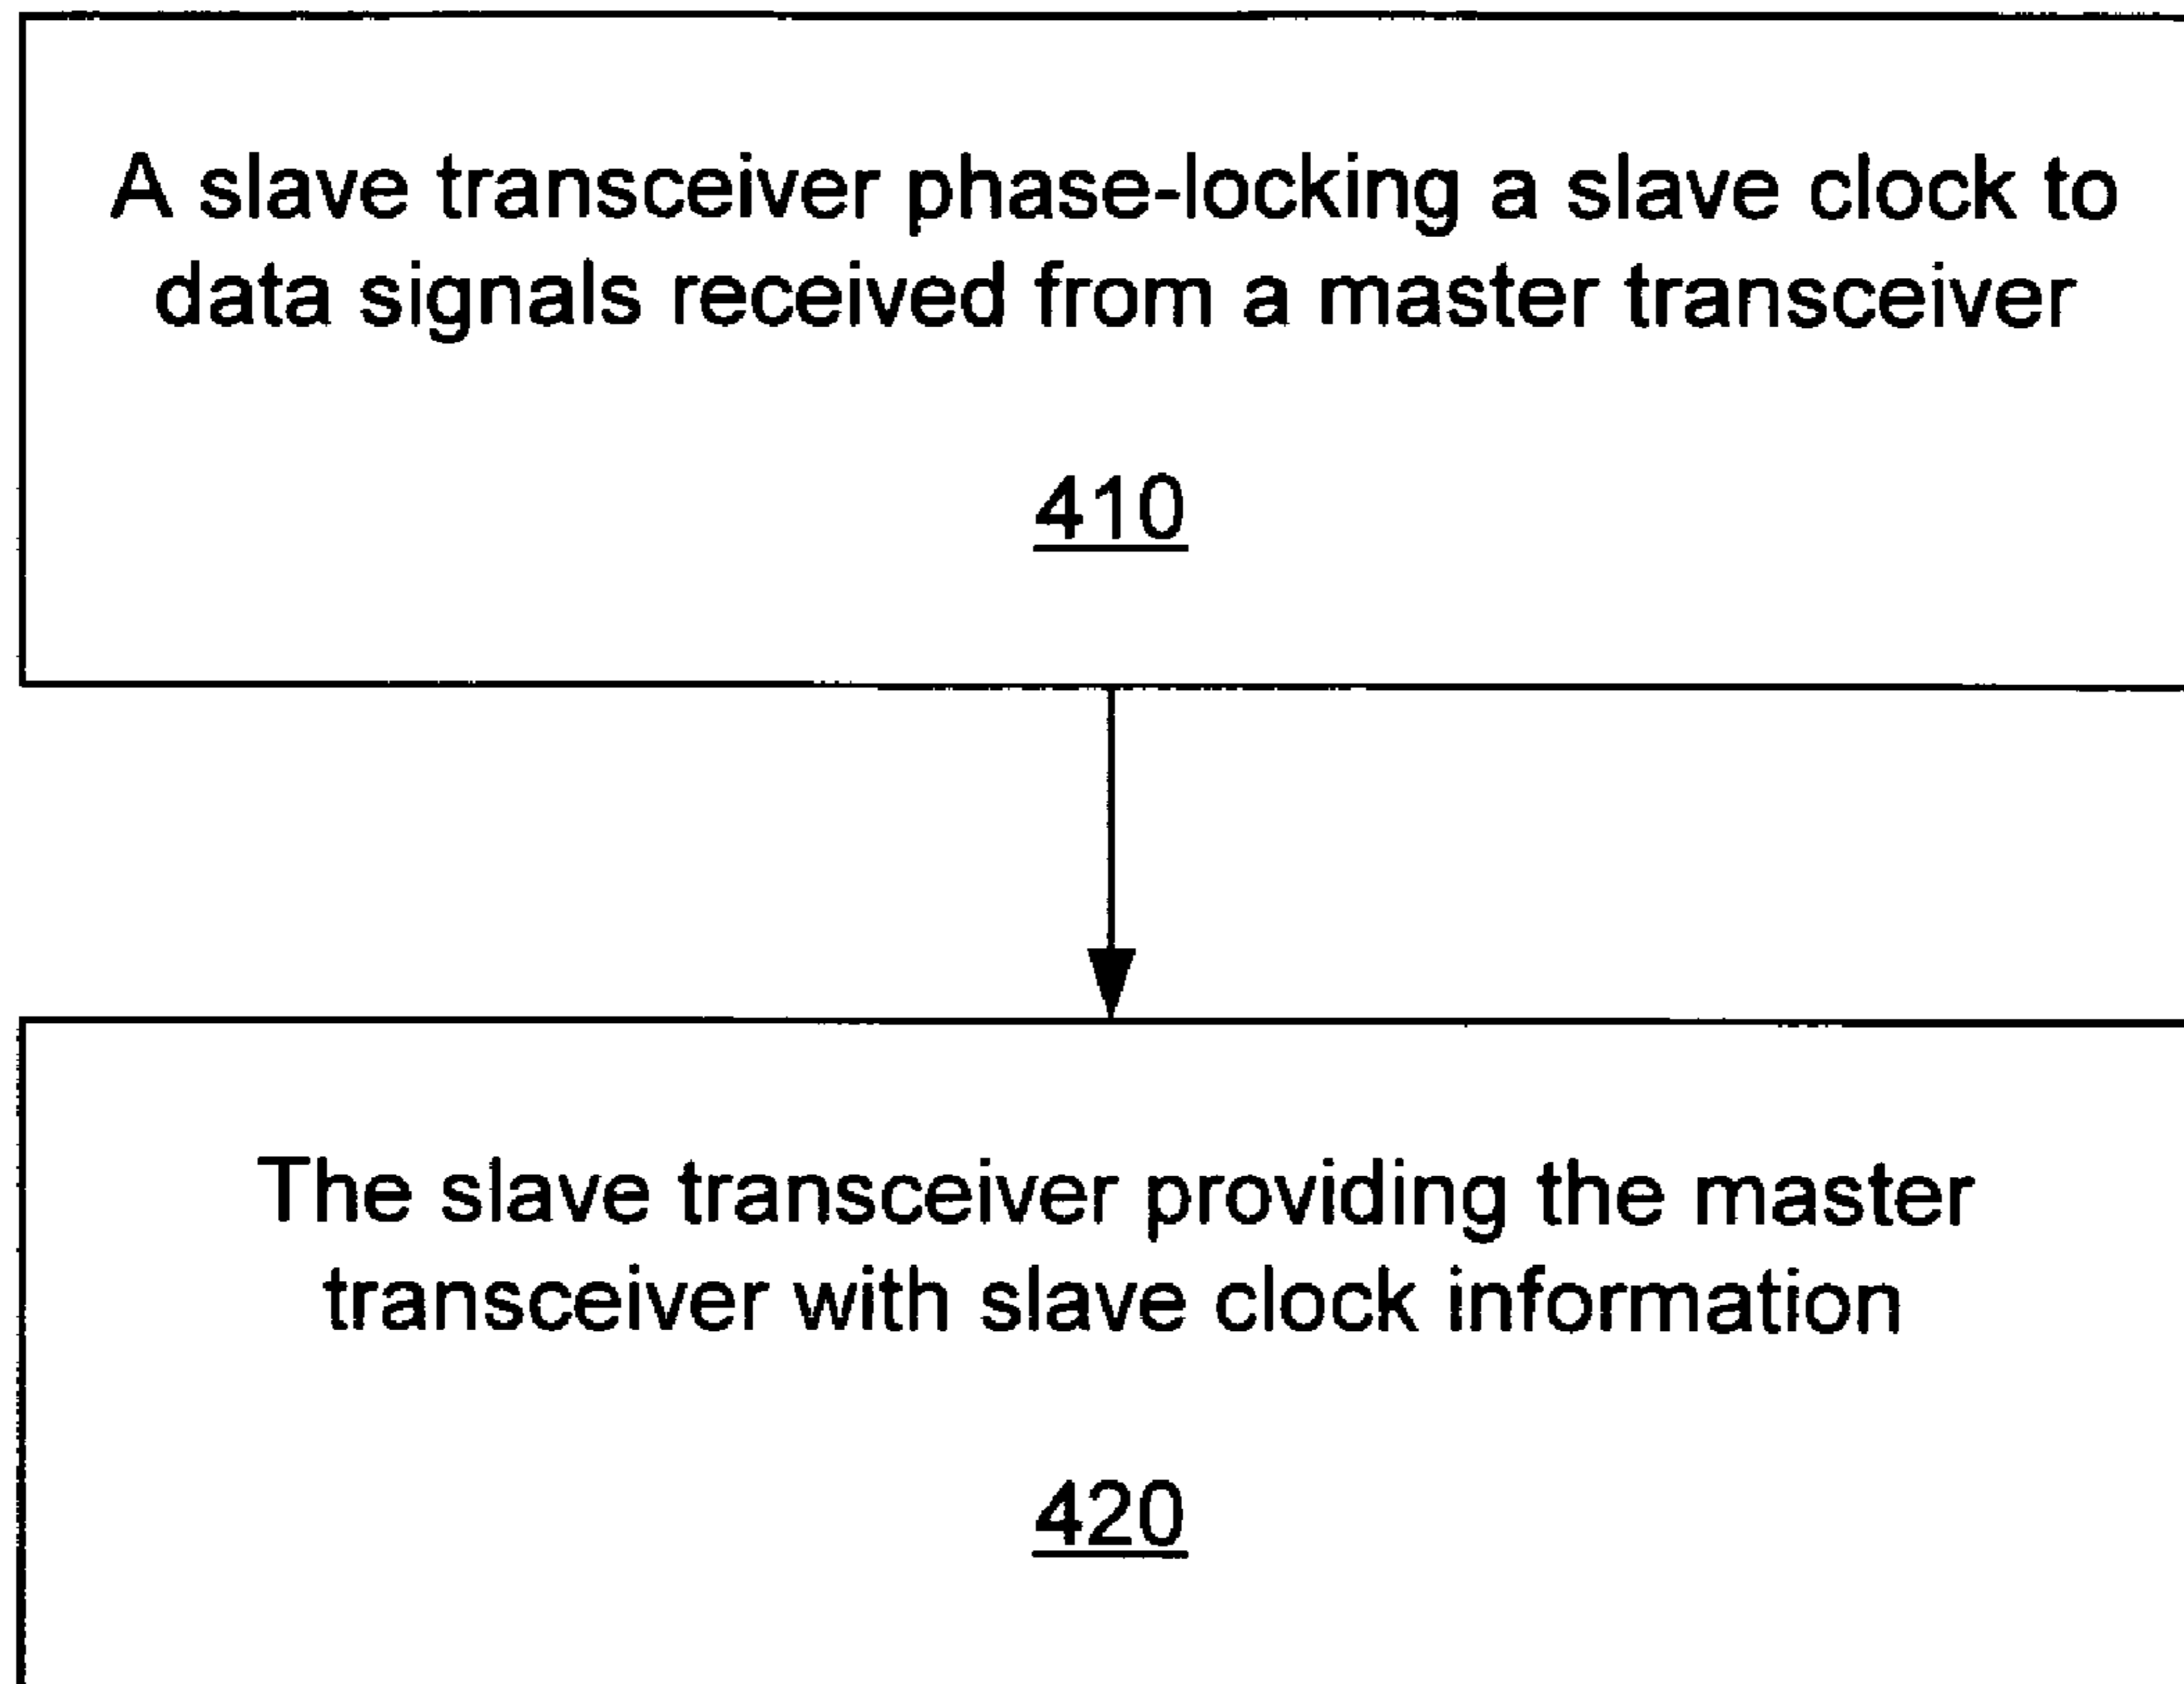 A slave transceiver phase-locking a slave clock to
data signals received from a master transceiver
410
The slave transceiver providing the master
transceiver with slave clock information
420